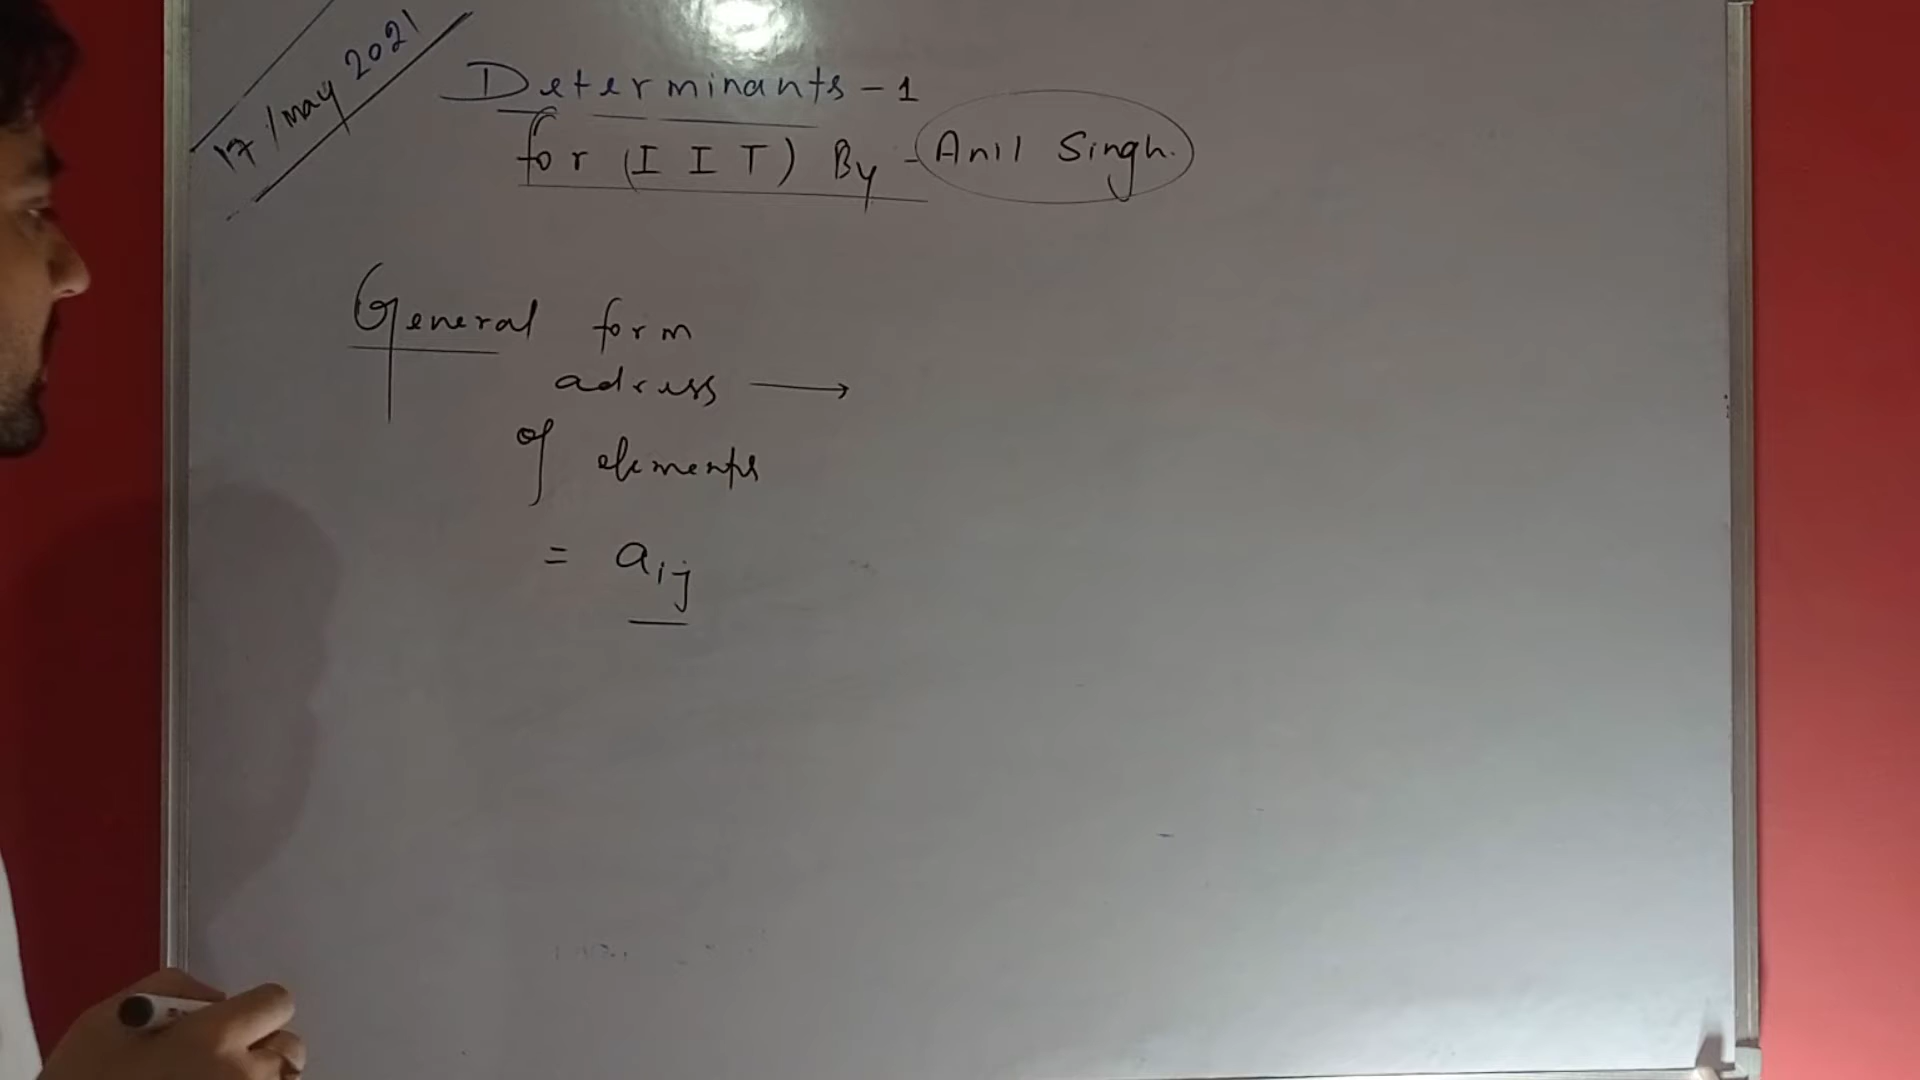 17/May 2021
Determinants-1
for (IIT) By - Anil Singh.
General form
adress ⟶
of elements
= aij